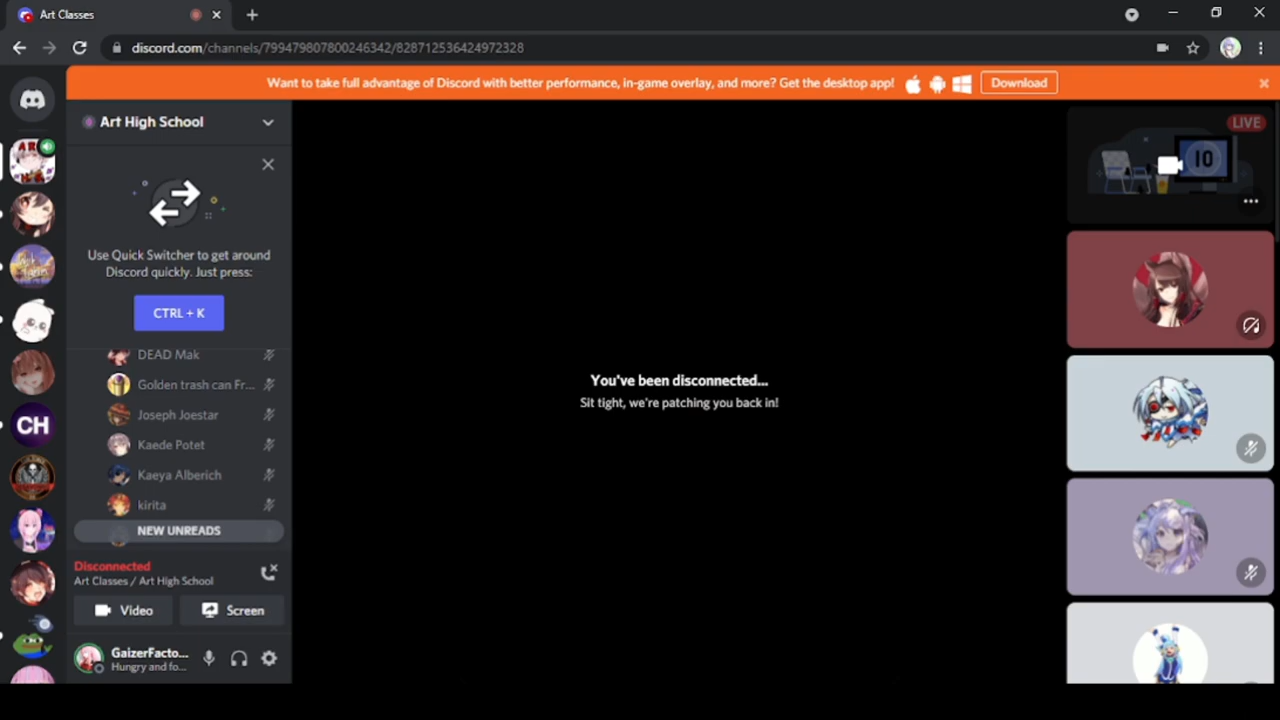 Art Classes
discord.com/channels/799479807800246342/828712536424972328
Want to take full advantage of Discord with better performance, in-game overlay, and more? Get the desktop app!
Download
Art High School
Use Quick Switcher to get around
Discord quickly. Just press:
CTRL + K
DEAD Mak
Golden trash can Fr...
Joseph Joestar
Kaede Potet
Kaeya Alberich
kirita
NEW UNREADS
Disconnected
Art Classes / Art High School
Video
Screen
GaizerFacto...
Hungry and fo...
CH
You've been disconnected...
Sit tight, we're patching you back in!
LIVE
10